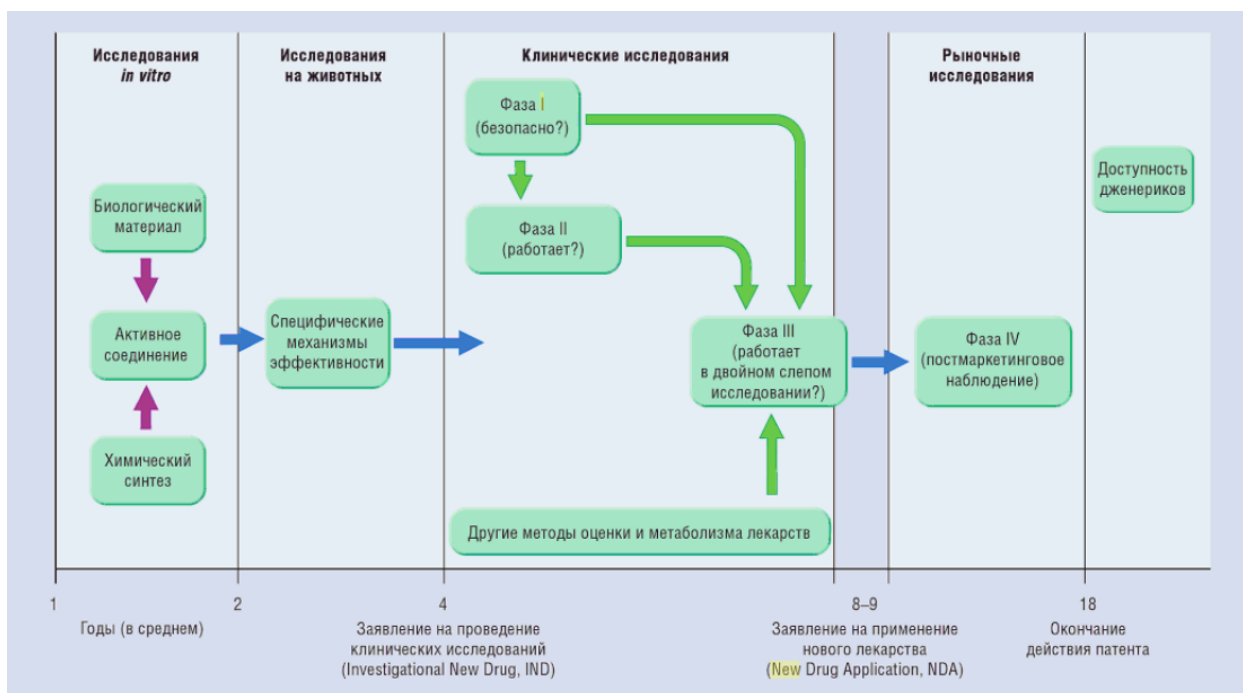 Исследования
in vitro
Исследования
на животных
Клинические исследования
Рыночные
исследования
Фаза I
(безопасно?)
Доступность
дженериков
Биологический
материал
Фаза II
(работает?)
Активное
соединение
Специфические
механизмы
эффективности
Фаза III
(работает
в двойном слепом
исследовании?)
Фаза IV
(постмаркетинговое
наблюдение)
Химический
синтез
Другие методы оценки и метаболизма лекарств
1
2
4
8–9
18
Годы (в среднем)
Заявление на проведение
клинических исследований
(Investigational New Drug, IND)
Заявление на применение
нового лекарства
(New Drug Application, NDA)
Окончание
действия патента